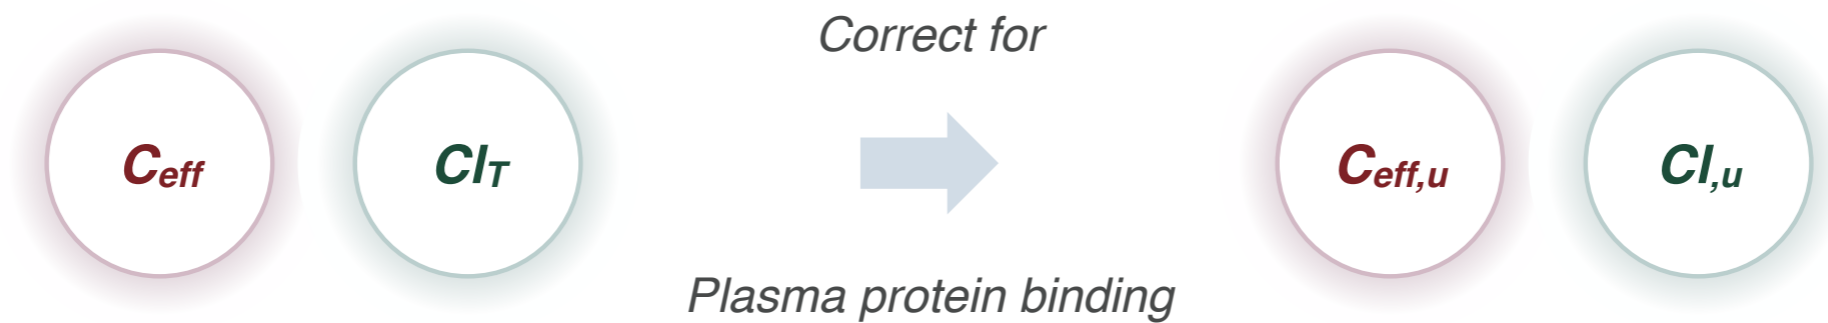 Correct for
Ceff
ClT
Ceff,u
Cl,u
Plasma protein binding